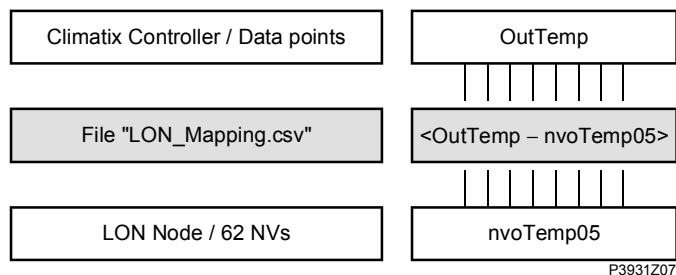 Climatix Controller / Data points
OutTemp
File "LON_Mapping.csv"
<OutTemp – nvoTemp05>
LON Node / 62 NVs
nvoTemp05
P3931Z07